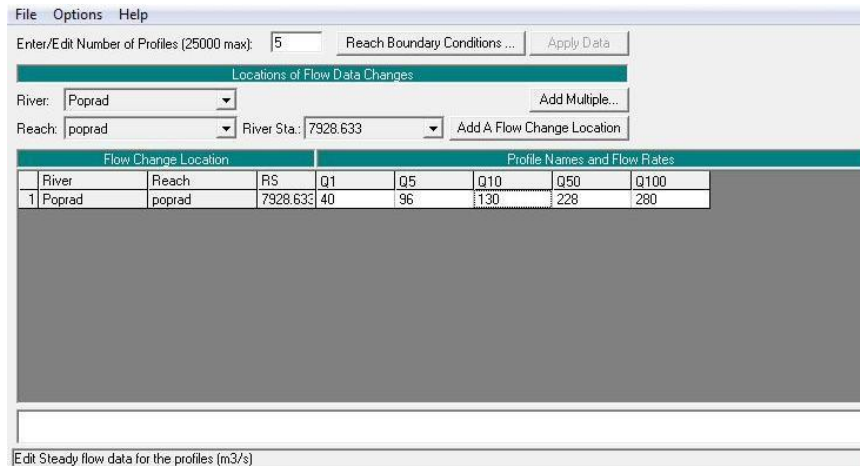 File Options Help
Enter/Edit Number of Profiles (25000 max): 5 Reach Boundary Conditions ... Apply Data
Locations of Flow Data Changes
River: Poprad Add Multiple...
Reach: poprad River Sta.: 7928.633 Add A Flow Change Location
Flow Change Location Profile Names and Flow Rates
River Reach RS Q1 Q5 Q10 Q50 Q100
1 Poprad poprad 7928.633 40 96 130 228 280
Edit Steady flow data for the profiles (m3/s)